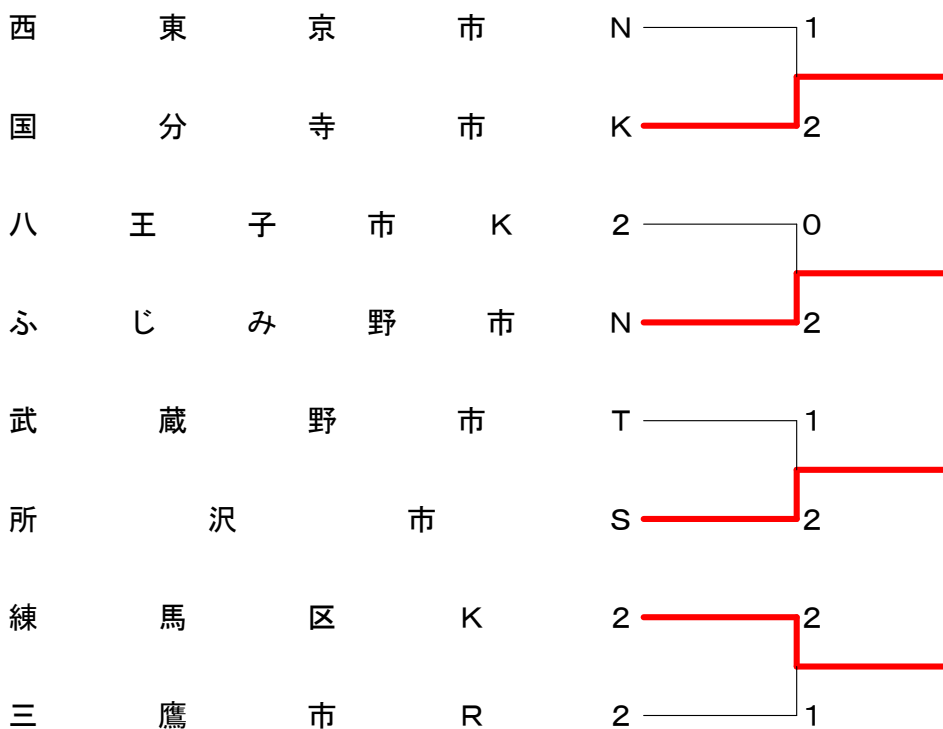 西東京市N 1
国分寺市K 2
八王子市K2 0
ふじみ野市N 2
武蔵野市T 1
所沢市S 2
練馬区K2 2
三鷹市R2 1